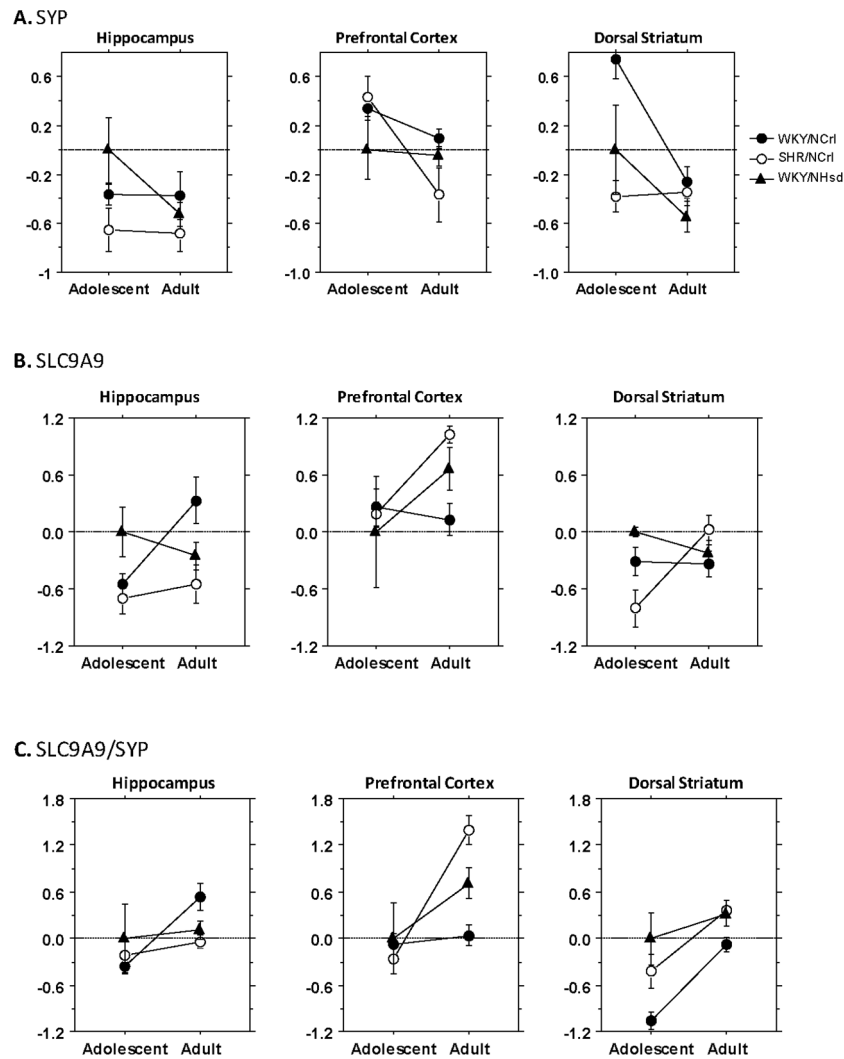 A. SYP
Hippocampus Prefrontal Cortex Dorsal Striatum
0.6 0.6 0.6
0.2 0.2 0.2
-0.2 -0.2 -0.2
-0.6 -0.6 -0.6
-1 -1.0 -1.0
Adolescent Adult Adolescent Adult Adolescent Adult
WKY/NCrl
SHR/NCrl
WKY/NHsd
B. SLC9A9
Hippocampus Prefrontal Cortex Dorsal Striatum
1.2 1.2 1.2
0.6 0.6 0.6
0.0 0.0 0.0
-0.6 -0.6 -0.6
-1.2 -1.2 -1.2
Adolescent Adult Adolescent Adult Adolescent Adult
C. SLC9A9/SYP
Hippocampus Prefrontal Cortex Dorsal Striatum
1.8 1.8 1.8
1.2 1.2 1.2
0.6 0.6 0.6
0.0 0.0 0.0
-0.6 -0.6 -0.6
-1.2 -1.2 -1.2
Adolescent Adult Adolescent Adult Adolescent Adult